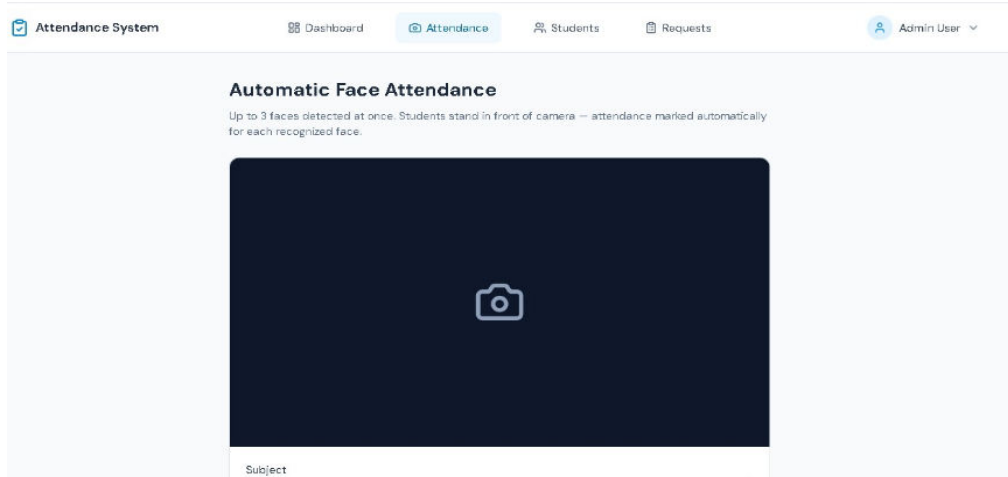 Attendance System
Dashboard
Attendance
Students
Requests
Admin User
Automatic Face Attendance
Up to 3 faces detected at once. Students stand in front of camera — attendance marked automatically
for each recognized face.
Subject